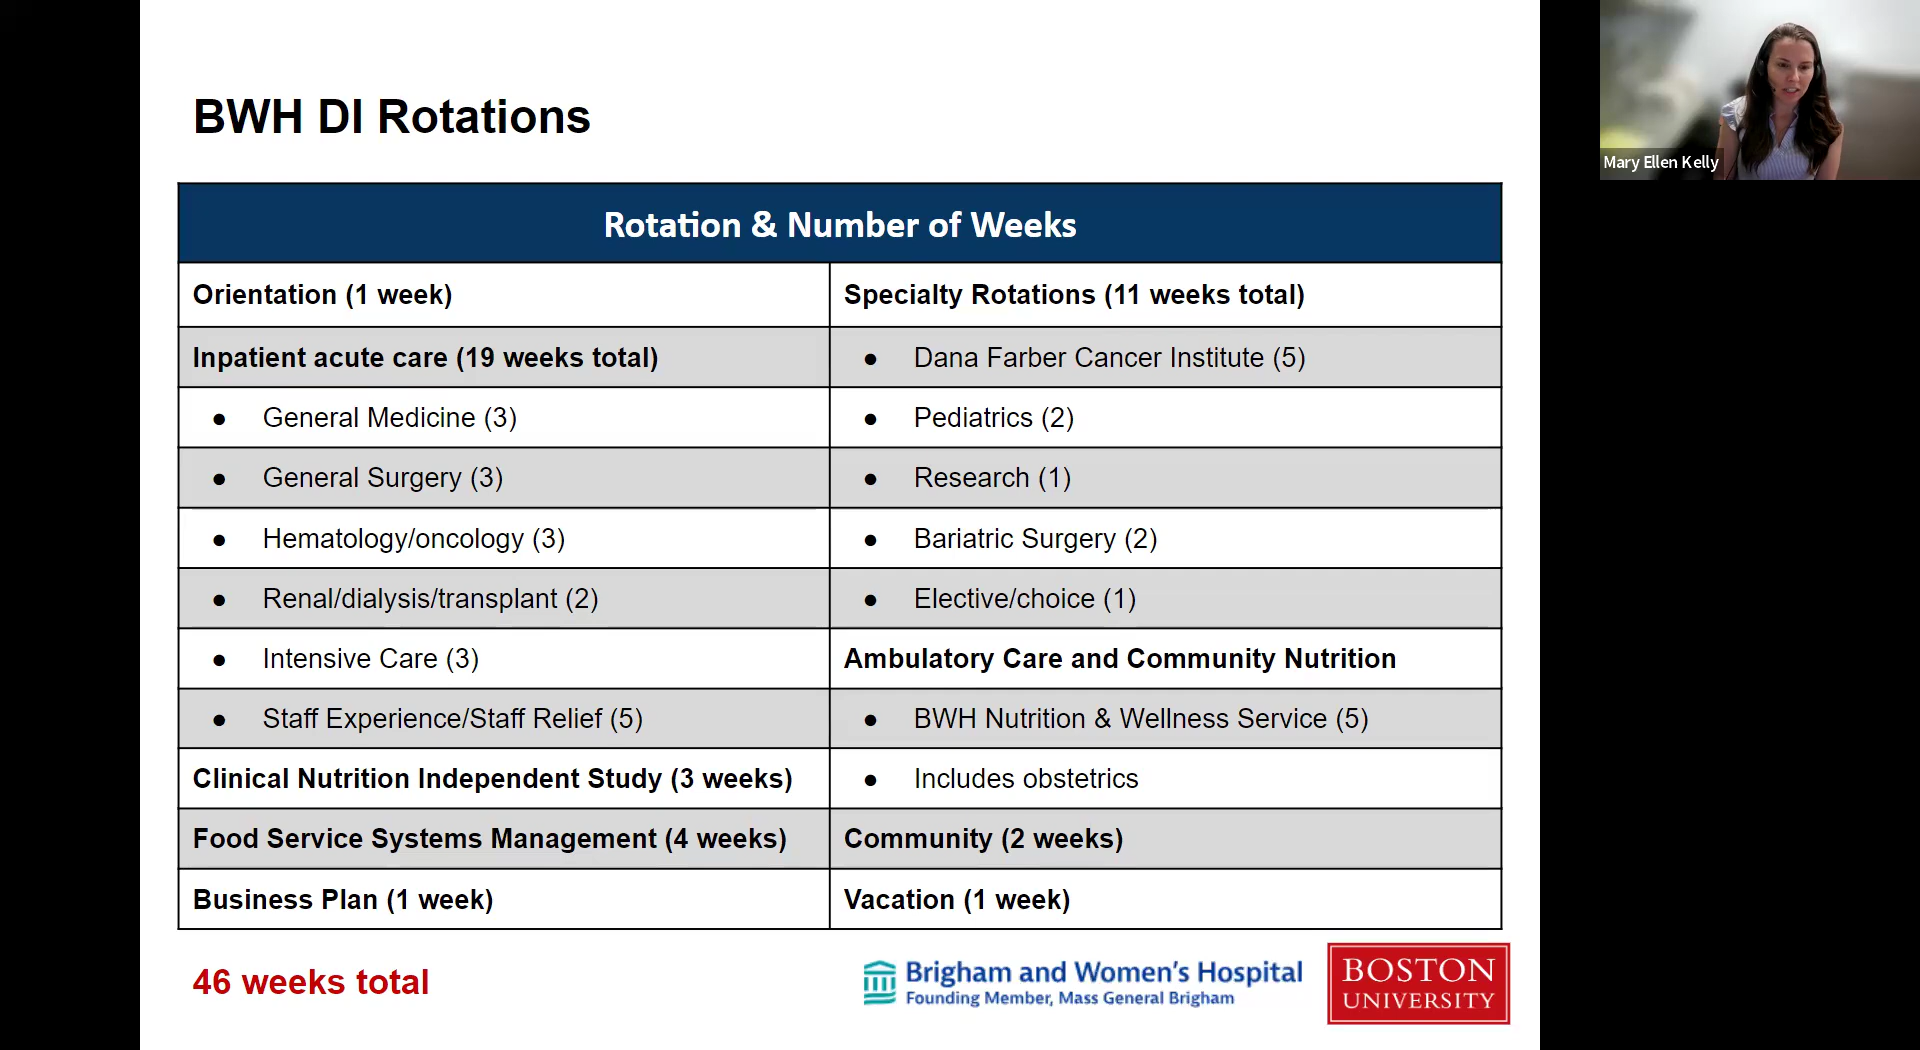 BWH DI Rotations
Rotation & Number of Weeks
Orientation (1 week)
Specialty Rotations (11 weeks total)
Inpatient acute care (19 weeks total)
● Dana Farber Cancer Institute (5)
● General Medicine (3)
● Pediatrics (2)
● General Surgery (3)
● Research (1)
● Hematology/oncology (3)
● Bariatric Surgery (2)
● Renal/dialysis/transplant (2)
● Elective/choice (1)
● Intensive Care (3)
Ambulatory Care and Community Nutrition
● Staff Experience/Staff Relief (5)
● BWH Nutrition & Wellness Service (5)
Clinical Nutrition Independent Study (3 weeks)
● Includes obstetrics
Food Service Systems Management (4 weeks)
Community (2 weeks)
Business Plan (1 week)
Vacation (1 week)
46 weeks total
Brigham and Women's Hospital
Founding Member, Mass General Brigham
BOSTON
UNIVERSITY
Mary Ellen Kelly